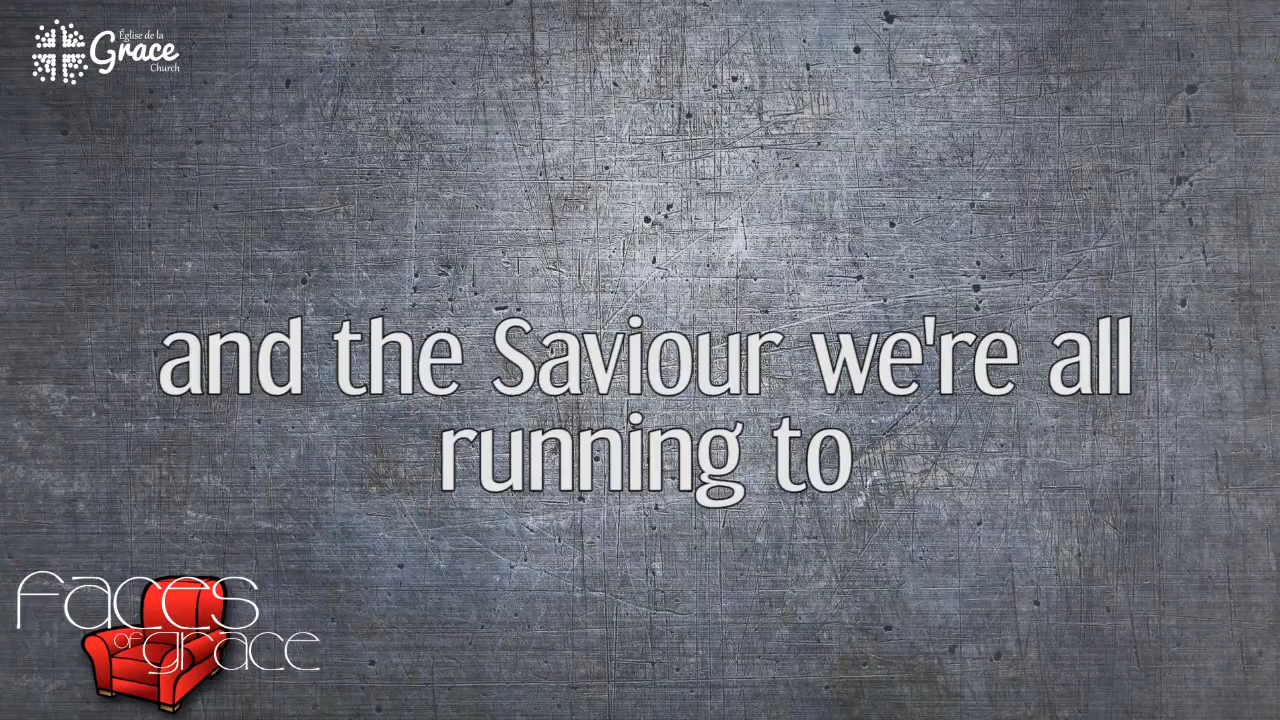 Église de la
Grace
Church
and the Saviour we're all
running to
faces
of grace